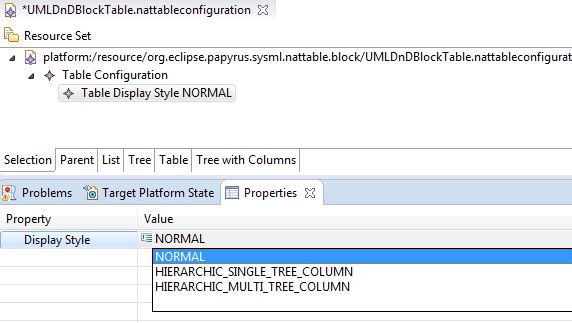 *UMLDnDBlockTable.nattableconfiguration
Resource Set
platform:/resource/org.eclipse.papyrus.sysml.nattable.block/UMLDnDBlockTable.nattableconfigurat
Table Configuration
Table Display Style NORMAL
Selection Parent List Tree Table Tree with Columns
Problems Target Platform State Properties
Property Value
Display Style NORMAL
NORMAL
HIERARCHIC_SINGLE_TREE_COLUMN
HIERARCHIC_MULTI_TREE_COLUMN